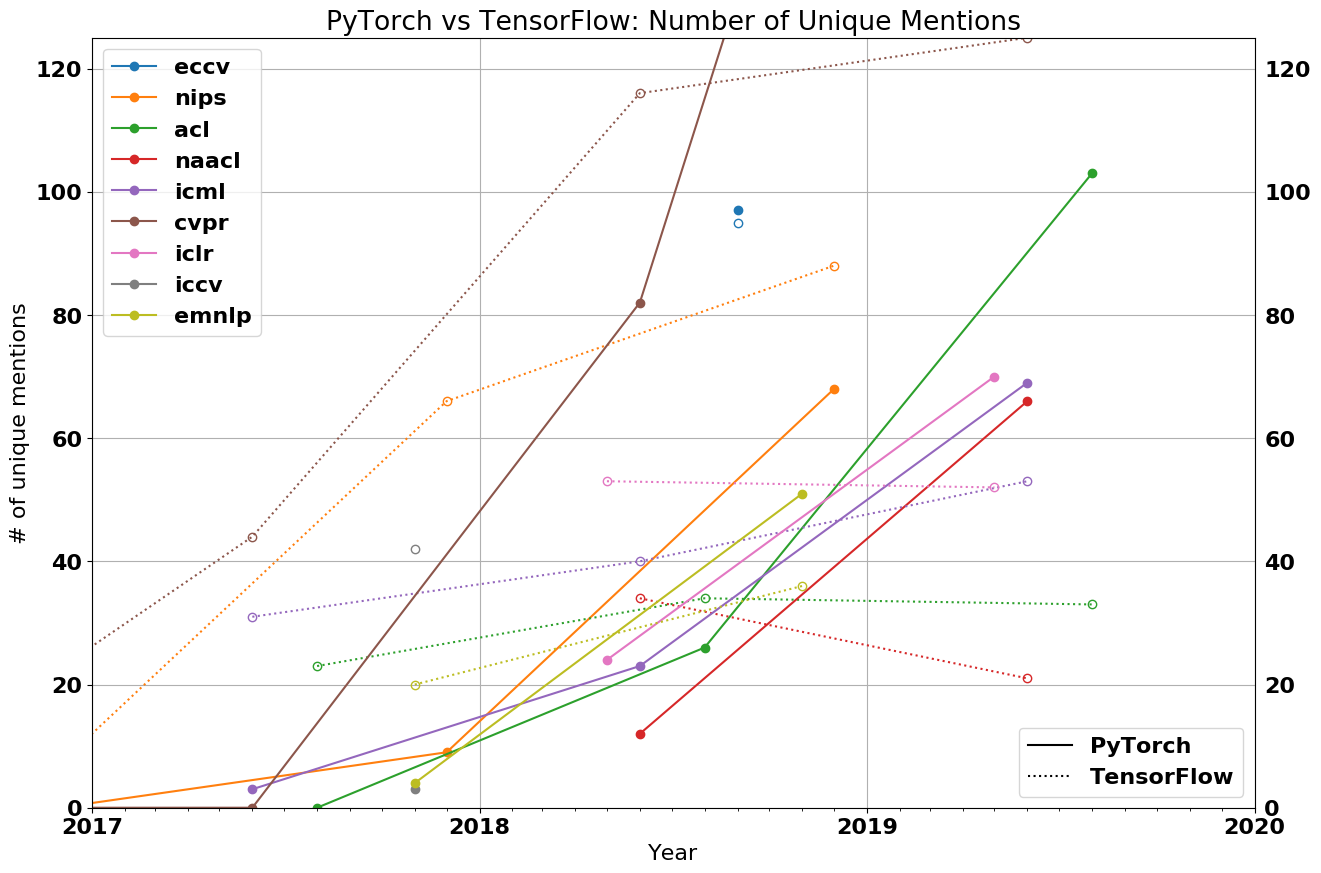 PyTorch vs TensorFlow: Number of Unique Mentions
120
100
80
60
40
20
0
# of unique mentions
eccv
nips
acl
naacl
icml
cvpr
iclr
iccv
emnlp
120
100
80
60
40
20
0
PyTorch
TensorFlow
2017
2018
2019
2020
Year